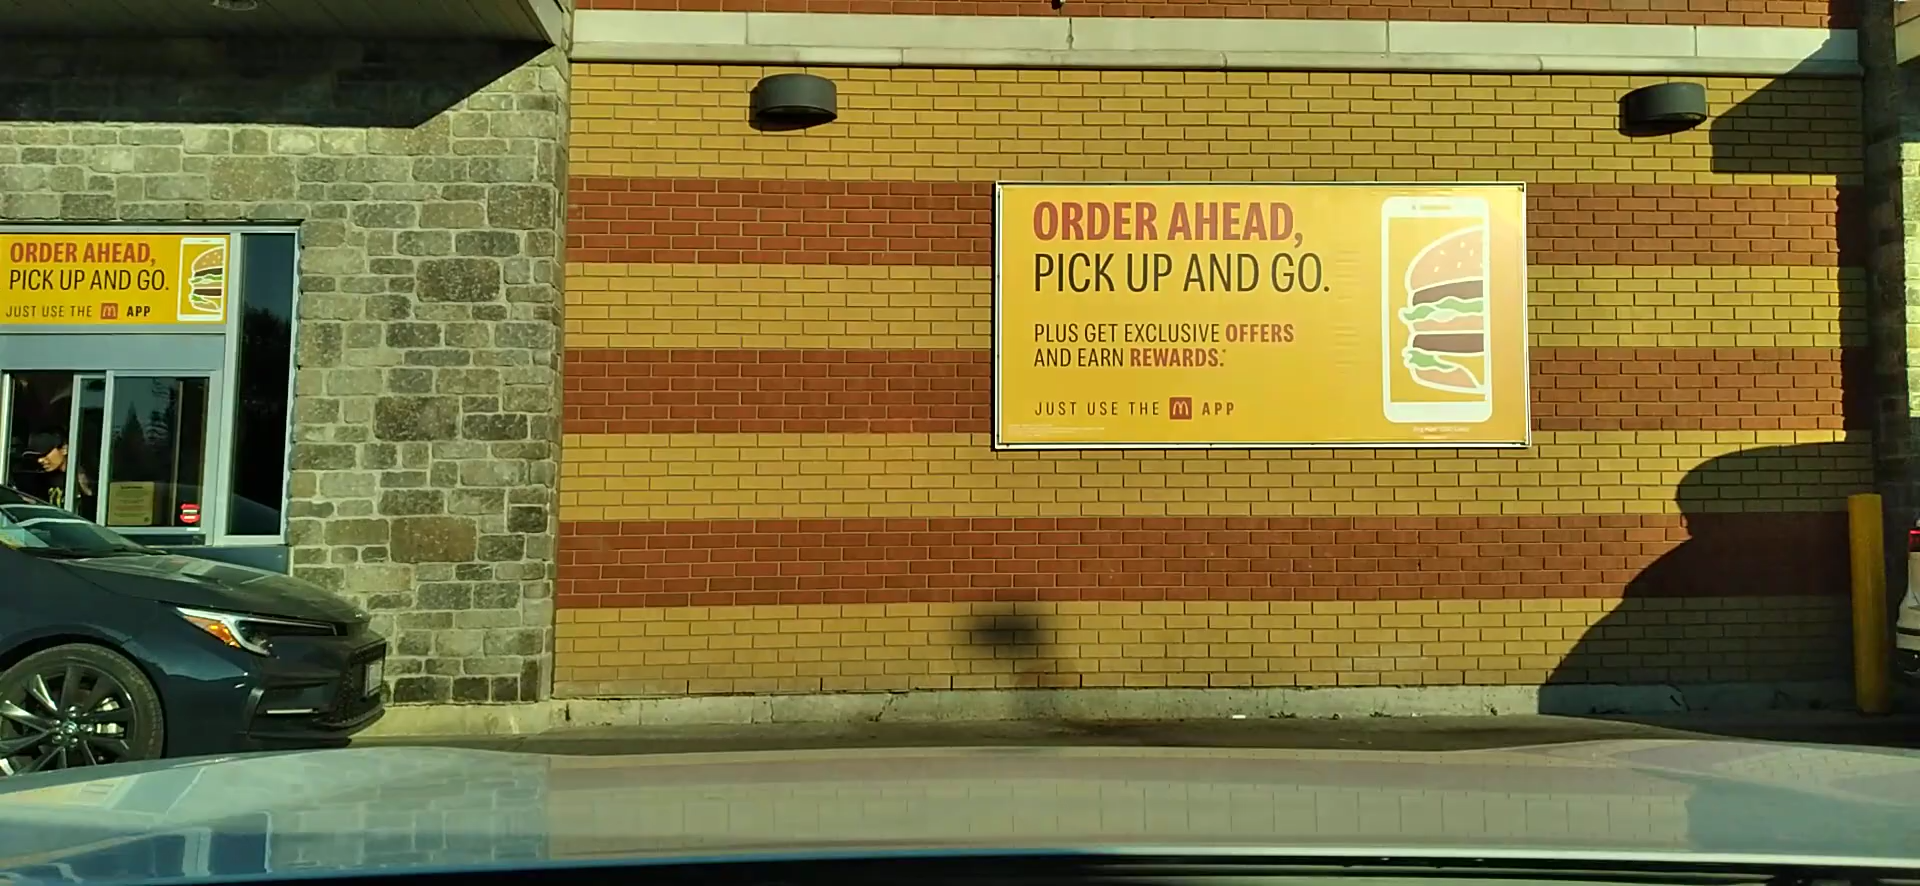 ORDER AHEAD,
PICK UP AND GO.
JUST USE THE M APP
ORDER AHEAD,
PICK UP AND GO.
PLUS GET EXCLUSIVE OFFERS
AND EARN REWARDS.*
JUST USE THE M APP